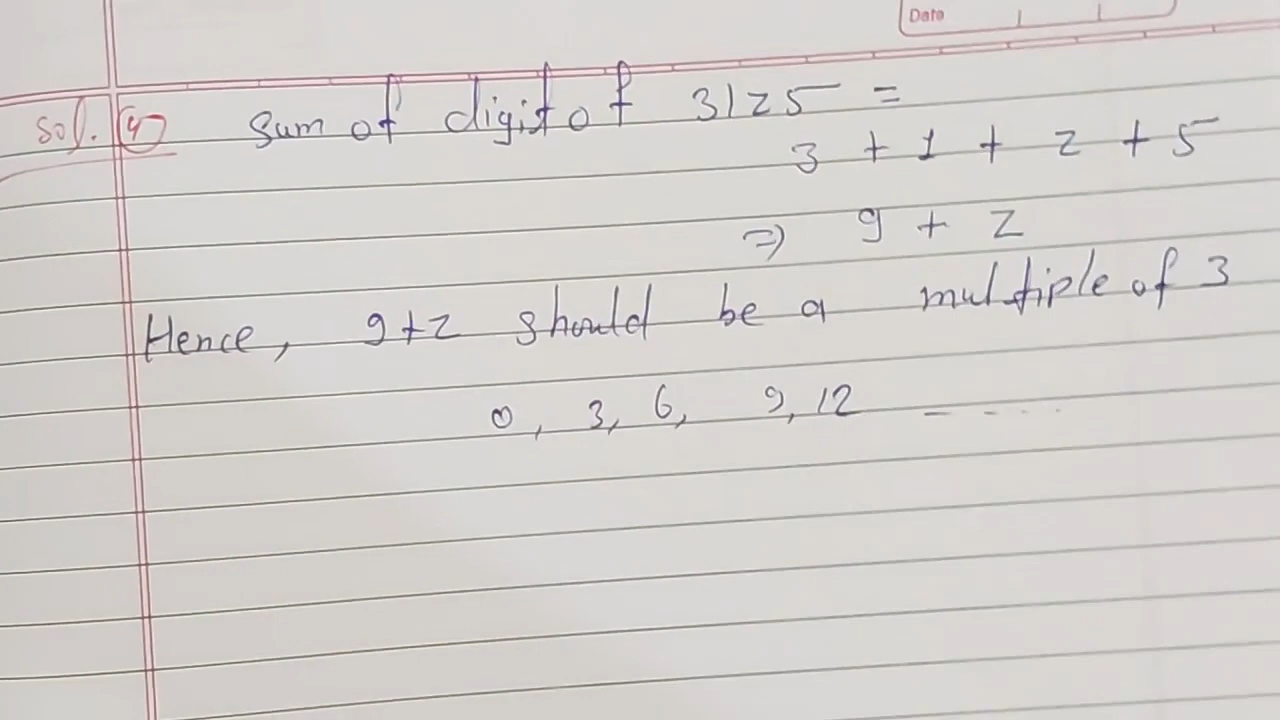 Date
Sol. (4) Sum of digit of 31z5 =
3 + 1 + z + 5
=> 9 + z
Hence, 9+z should be a multiple of 3
0, 3, 6, 9, 12 - - - - .